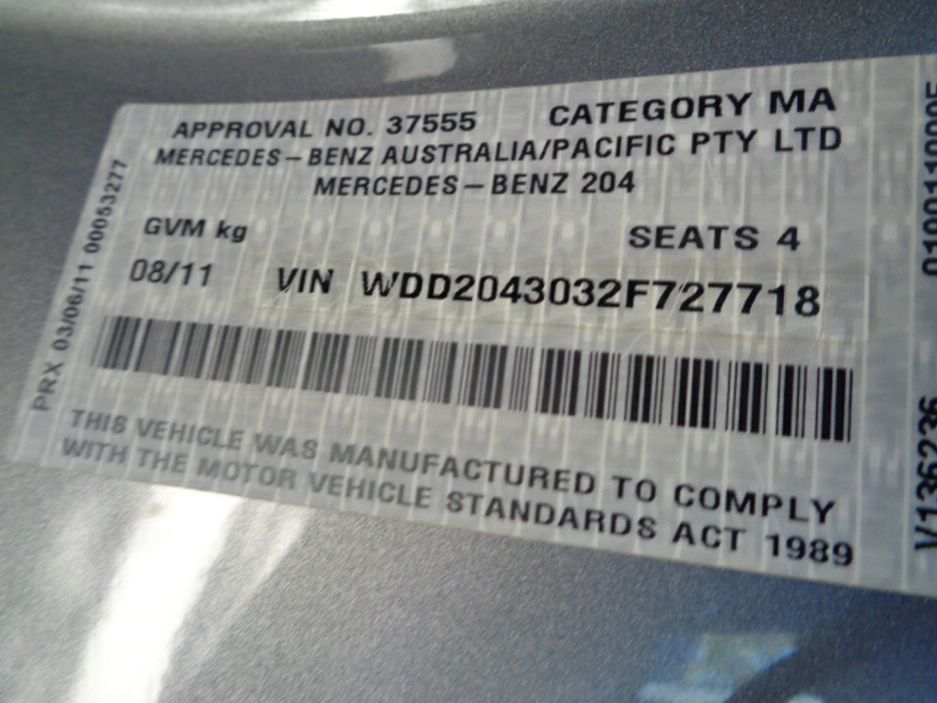 APPROVAL NO. 37555 CATEGORY MA
MERCEDES-BENZ AUSTRALIA/PACIFIC PTY LTD
MERCEDES-BENZ 204
GVM kg SEATS 4
08/11 VIN WDD2043032F727718
THIS VEHICLE WAS MANUFACTURED TO COMPLY
WITH THE MOTOR VEHICLE STANDARDS ACT 1989
PRX 03/06/11 00053277
V136236